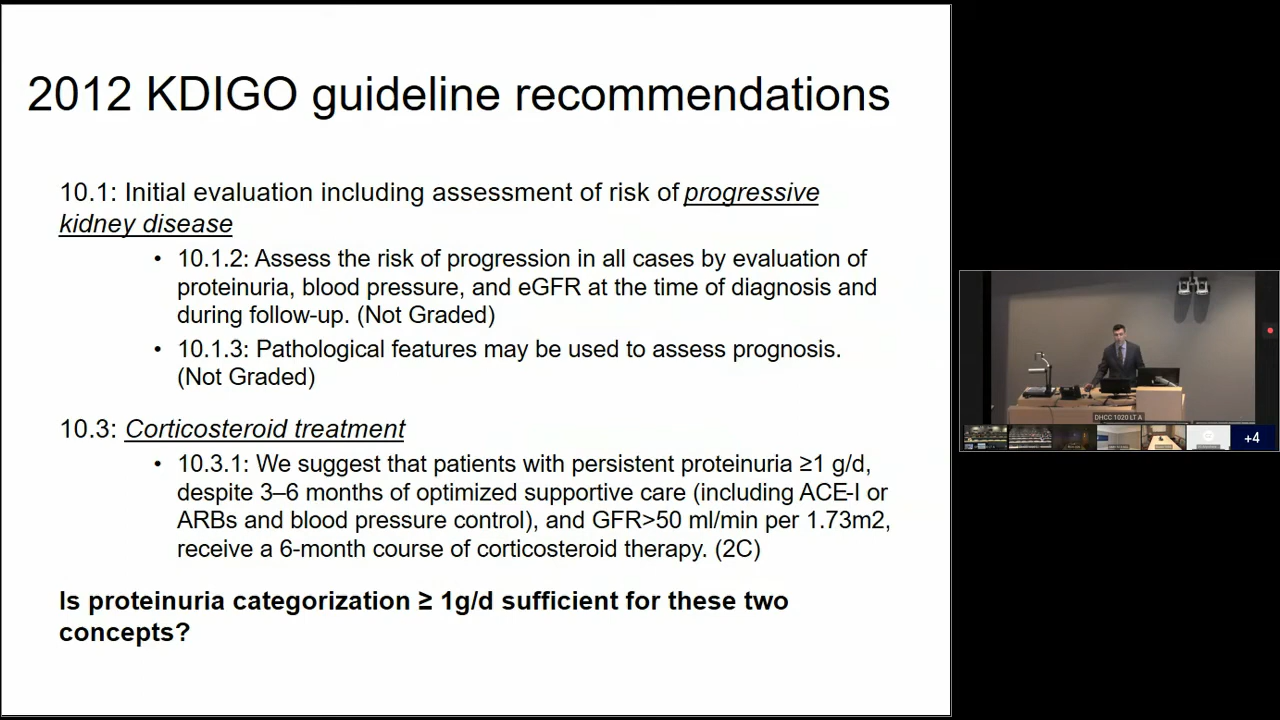 2012 KDIGO guideline recommendations
10.1: Initial evaluation including assessment of risk of progressive
kidney disease
• 10.1.2: Assess the risk of progression in all cases by evaluation of
proteinuria, blood pressure, and eGFR at the time of diagnosis and
during follow-up. (Not Graded)
• 10.1.3: Pathological features may be used to assess prognosis.
(Not Graded)
10.3: Corticosteroid treatment
• 10.3.1: We suggest that patients with persistent proteinuria ≥1 g/d,
despite 3–6 months of optimized supportive care (including ACE-I or
ARBs and blood pressure control), and GFR>50 ml/min per 1.73m2,
receive a 6-month course of corticosteroid therapy. (2C)
Is proteinuria categorization ≥ 1g/d sufficient for these two
concepts?
DHCC 1020 LT A
+4